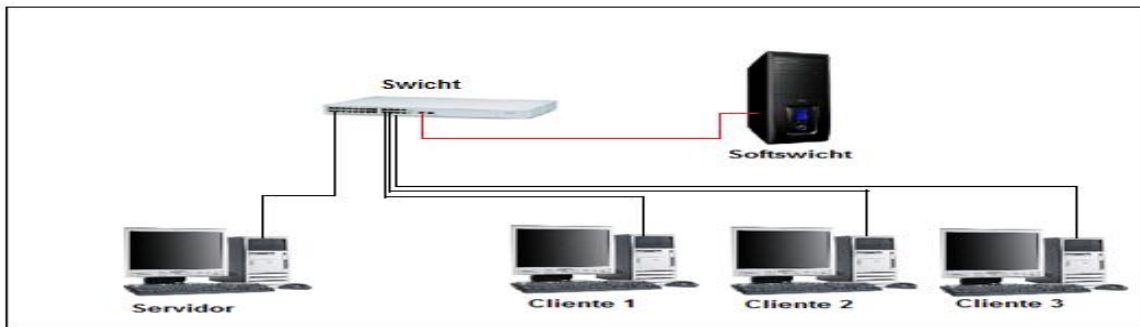 Swicht
Softswicht
Servidor
Cliente 1
Cliente 2
Cliente 3